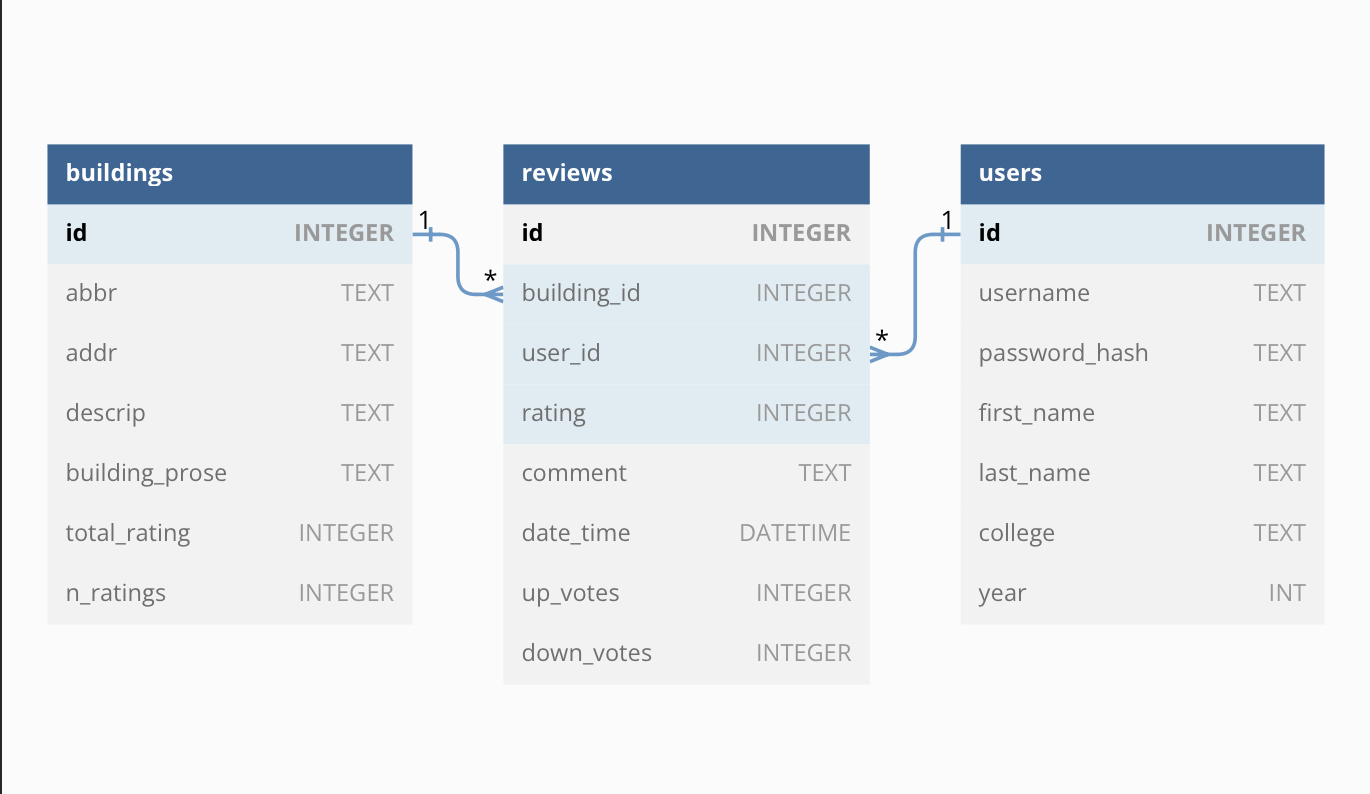 buildings
id INTEGER
abbr TEXT
addr TEXT
descrip TEXT
building_prose TEXT
total_rating INTEGER
n_ratings INTEGER
1
*
reviews
id INTEGER
building_id INTEGER
user_id INTEGER
rating INTEGER
comment TEXT
date_time DATETIME
up_votes INTEGER
down_votes INTEGER
*
1
users
id INTEGER
username TEXT
password_hash TEXT
first_name TEXT
last_name TEXT
college TEXT
year INT